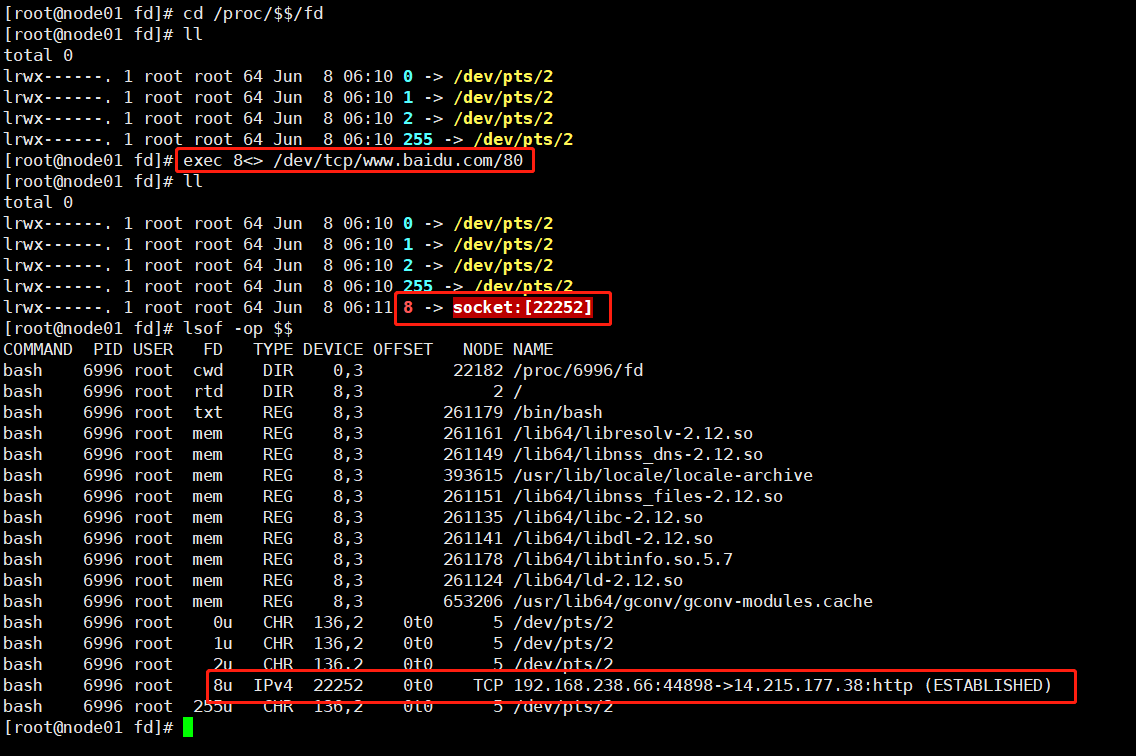 [root@node01 fd]# cd /proc/$$/fd
[root@node01 fd]# ll
total 0
lrwx------. 1 root root 64 Jun  8 06:10 0 -> /dev/pts/2
lrwx------. 1 root root 64 Jun  8 06:10 1 -> /dev/pts/2
lrwx------. 1 root root 64 Jun  8 06:10 2 -> /dev/pts/2
lrwx------. 1 root root 64 Jun  8 06:10 255 -> /dev/pts/2
[root@node01 fd]# exec 8<> /dev/tcp/www.baidu.com/80
[root@node01 fd]# ll
total 0
lrwx------. 1 root root 64 Jun  8 06:10 0 -> /dev/pts/2
lrwx------. 1 root root 64 Jun  8 06:10 1 -> /dev/pts/2
lrwx------. 1 root root 64 Jun  8 06:10 2 -> /dev/pts/2
lrwx------. 1 root root 64 Jun  8 06:10 255 -> /dev/pts/2
lrwx------. 1 root root 64 Jun  8 06:11 8 -> socket:[22252]
[root@node01 fd]# lsof -op $$
COMMAND  PID USER   FD   TYPE DEVICE OFFSET   NODE NAME
bash    6996 root  cwd    DIR    0,3         22182 /proc/6996/fd
bash    6996 root  rtd    DIR    8,3             2 /
bash    6996 root  txt    REG    8,3        261179 /bin/bash
bash    6996 root  mem    REG    8,3        261161 /lib64/libresolv-2.12.so
bash    6996 root  mem    REG    8,3        261149 /lib64/libnss_dns-2.12.so
bash    6996 root  mem    REG    8,3        393615 /usr/lib/locale/locale-archive
bash    6996 root  mem    REG    8,3        261151 /lib64/libnss_files-2.12.so
bash    6996 root  mem    REG    8,3        261135 /lib64/libc-2.12.so
bash    6996 root  mem    REG    8,3        261141 /lib64/libdl-2.12.so
bash    6996 root  mem    REG    8,3        261178 /lib64/libtinfo.so.5.7
bash    6996 root  mem    REG    8,3        261124 /lib64/ld-2.12.so
bash    6996 root  mem    REG    8,3        653206 /usr/lib64/gconv/gconv-modules.cache
bash    6996 root   0u    CHR  136,2    0t0      5 /dev/pts/2
bash    6996 root   1u    CHR  136,2    0t0      5 /dev/pts/2
bash    6996 root   2u    CHR  136,2    0t0      5 /dev/pts/2
bash    6996 root   8u   IPv4  22252    0t0    TCP 192.168.238.66:44898->14.215.177.38:http (ESTABLISHED)
bash    6996 root  255u   CHR  136,2    0t0      5 /dev/pts/2
[root@node01 fd]#